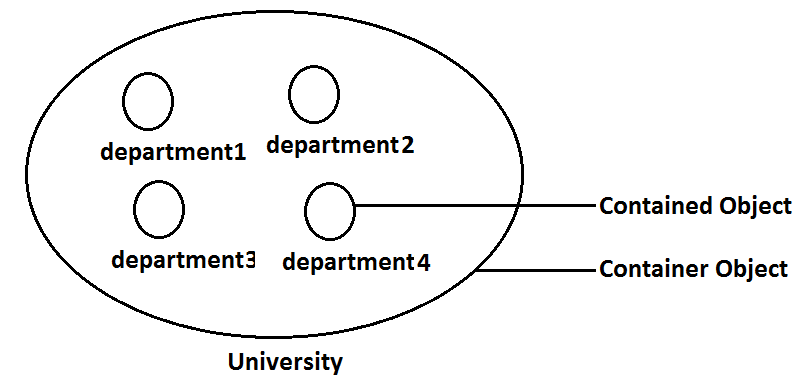 department1
department2
department3
department4
Contained Object
Container Object
University